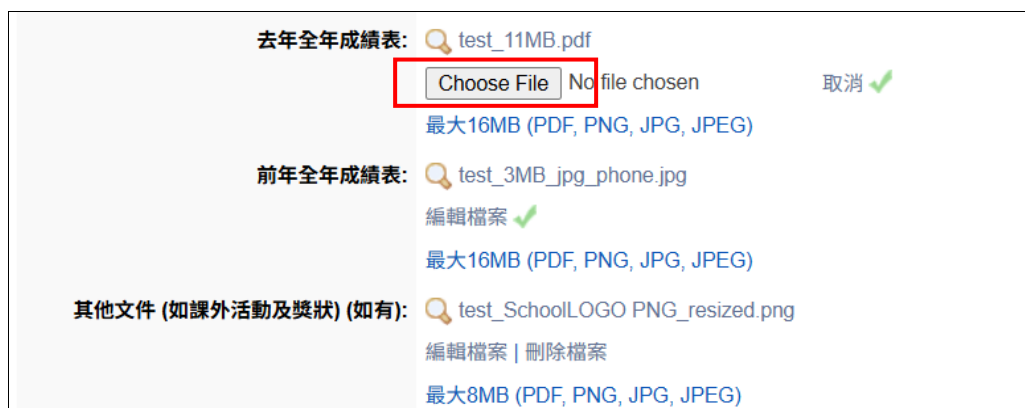 去年全年成績表: test_11MB.pdf
Choose File No file chosen 取消
最大16MB (PDF, PNG, JPG, JPEG)
前年全年成績表: test_3MB_jpg_phone.jpg
編輯檔案
最大16MB (PDF, PNG, JPG, JPEG)
其他文件 (如課外活動及獎狀) (如有): test_SchoolLOGO PNG_resized.png
編輯檔案 | 刪除檔案
最大8MB (PDF, PNG, JPG, JPEG)